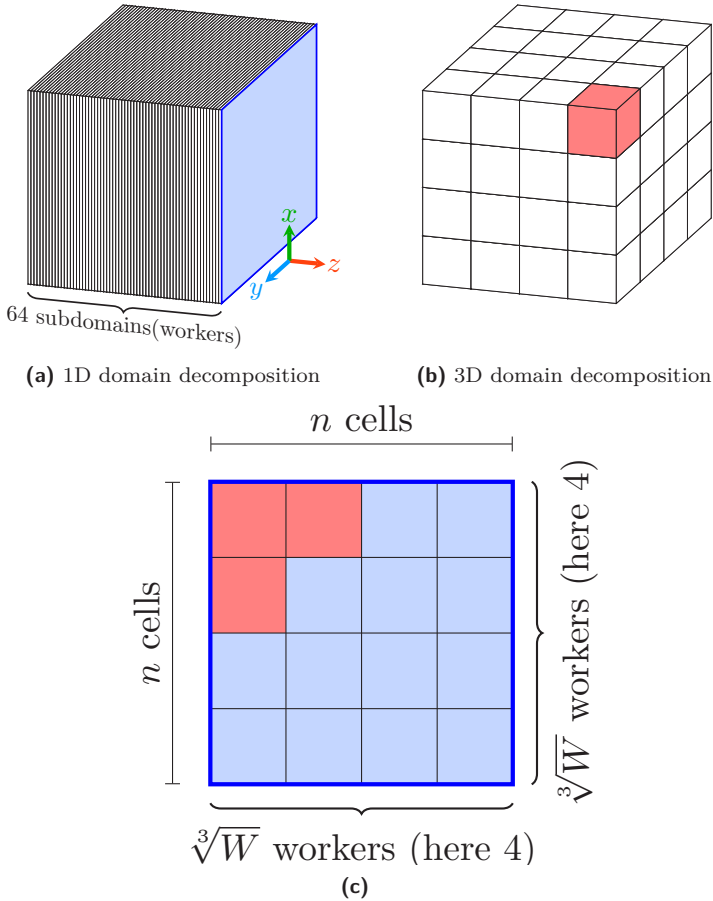 x
z
y
64 subdomains(workers)
(a) 1D domain decomposition
(b) 3D domain decomposition
n cells
n cells
∛W workers (here 4)
∛W workers (here 4)
(c)